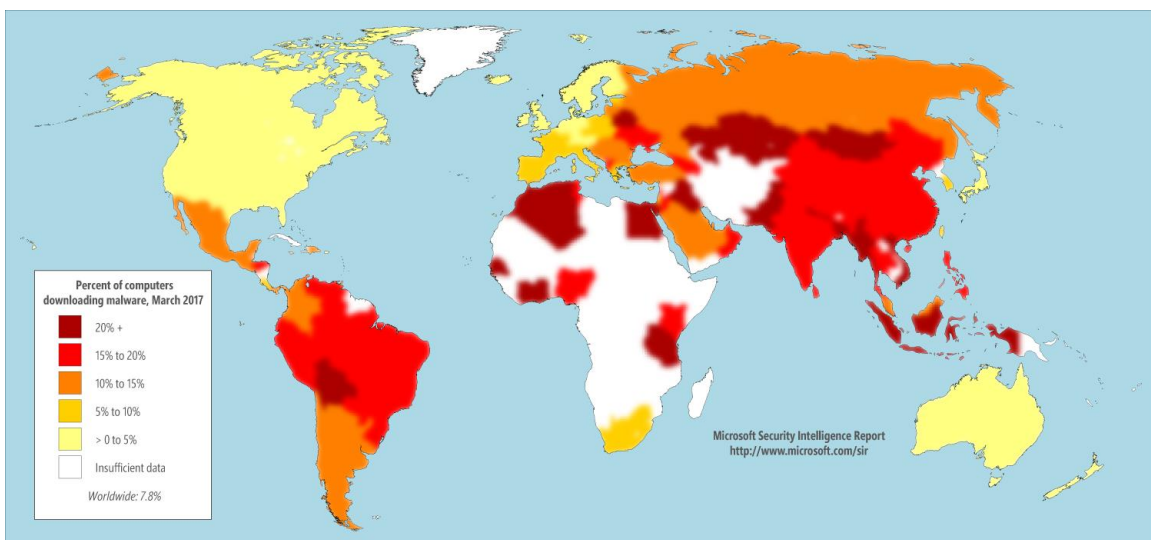 Percent of computers
downloading malware, March 2017
20% +
15% to 20%
10% to 15%
5% to 10%
> 0 to 5%
Insufficient data
Worldwide: 7.8%
Microsoft Security Intelligence Report
http://www.microsoft.com/sir